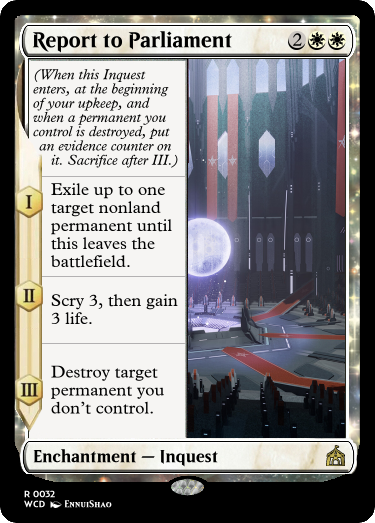 Report to Parliament 2
(When this Inquest
enters, at the beginning
of your upkeep, and
when a permanent you
control is destroyed, put
an evidence counter on
it. Sacrifice after III.)
I
Exile up to one
target nonland
permanent until
this leaves the
battlefield.
II
Scry 3, then gain
3 life.
III
Destroy target
permanent you
don't control.
Enchantment — Inquest
R 0032
WCD EnnuiShao